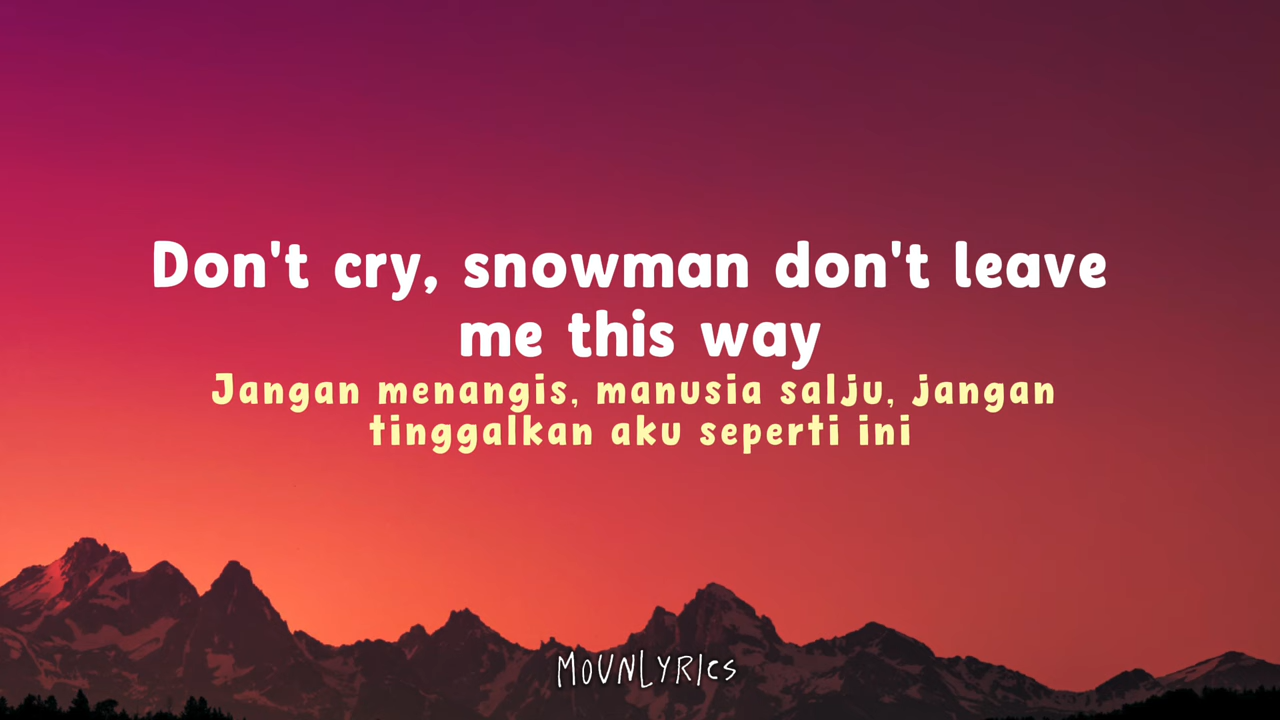 Don't cry, snowman don't leave
me this way
Jangan menangis, manusia salju, jangan
tinggalkan aku seperti ini
MOUNLYRIcs